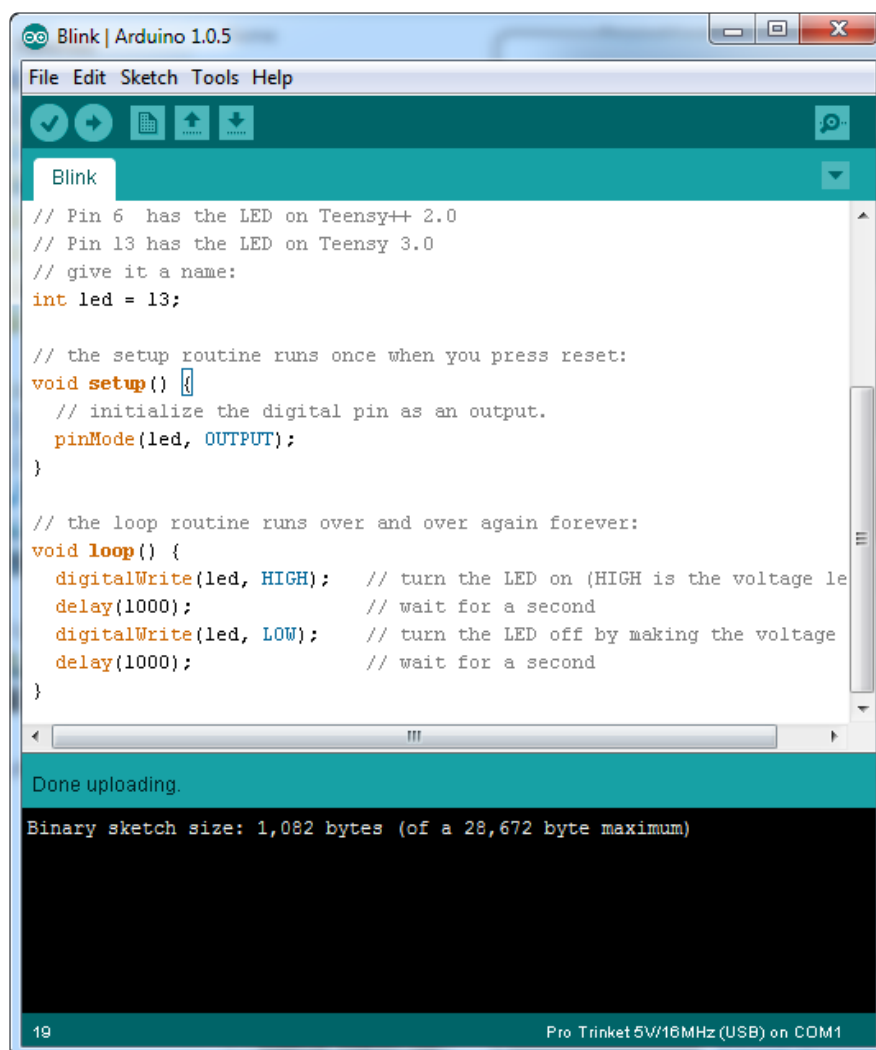 Blink | Arduino 1.0.5
File Edit Sketch Tools Help
Blink
// Pin 6  has the LED on Teensy++ 2.0
// Pin 13 has the LED on Teensy 3.0
// give it a name:
int led = 13;
// the setup routine runs once when you press reset:
void setup() {
  // initialize the digital pin as an output.
  pinMode(led, OUTPUT);
}
// the loop routine runs over and over again forever:
void loop() {
  digitalWrite(led, HIGH);   // turn the LED on (HIGH is the voltage le
  delay(1000);               // wait for a second
  digitalWrite(led, LOW);    // turn the LED off by making the voltage
  delay(1000);               // wait for a second
}
Done uploading.
Binary sketch size: 1,082 bytes (of a 28,672 byte maximum)
19 Pro Trinket 5V/16MHz (USB) on COM1